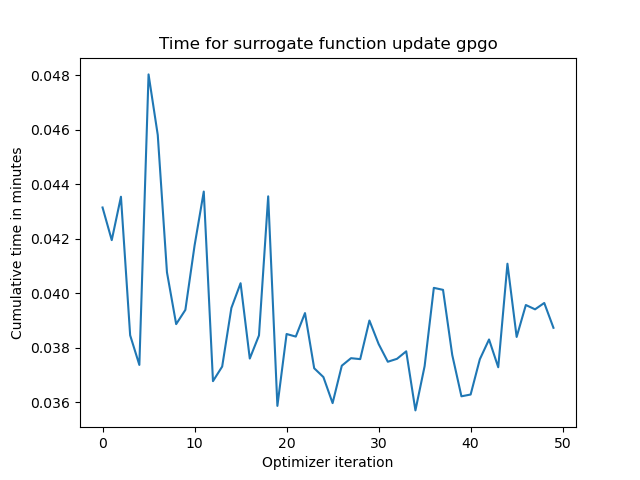 Time for surrogate function update gpgo
Cumulative time in minutes
0.048
0.046
0.044
0.042
0.040
0.038
0.036
0 10 20 30 40 50
Optimizer iteration